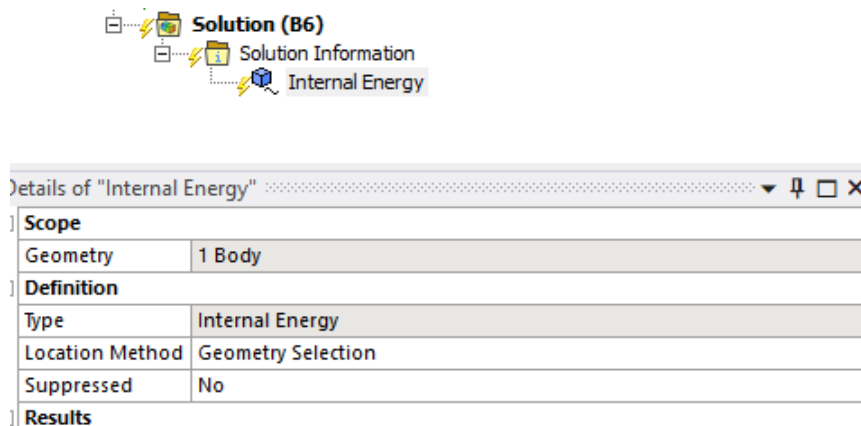 Solution (B6)
Solution Information
Internal Energy
Details of "Internal Energy"
Scope
Geometry 1 Body
Definition
Type Internal Energy
Location Method Geometry Selection
Suppressed No
Results